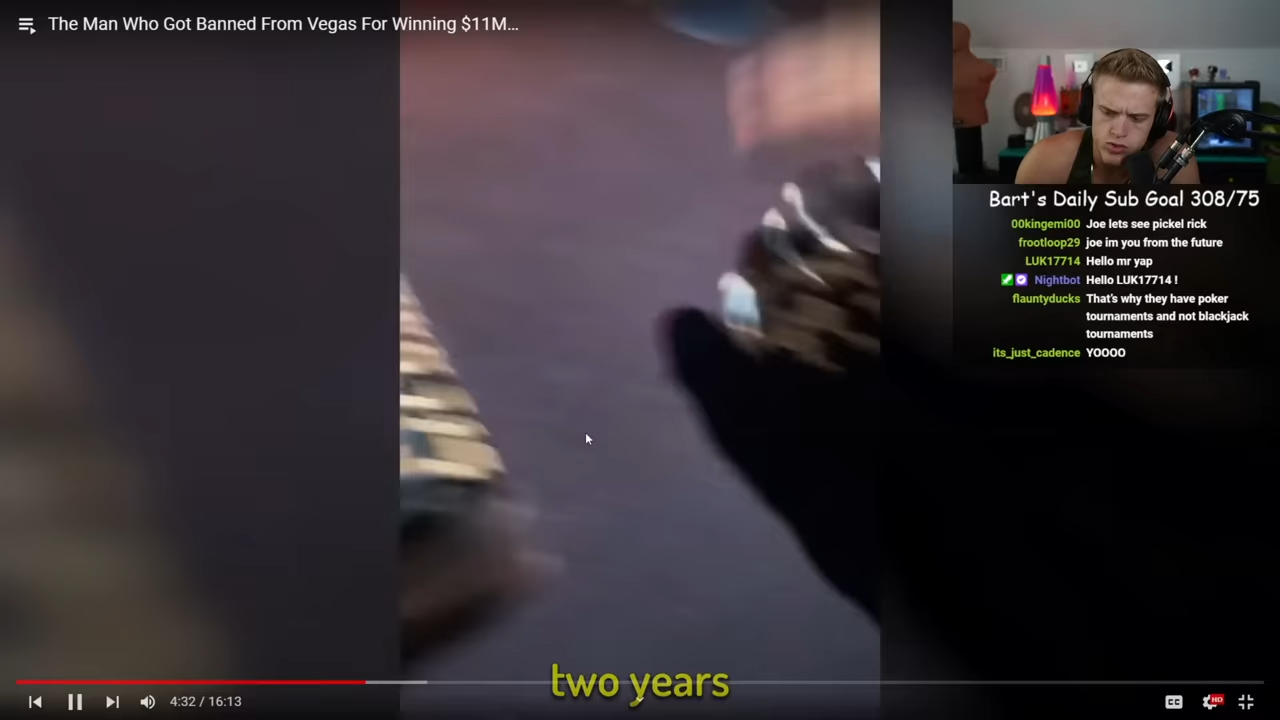 The Man Who Got Banned From Vegas For Winning $11M...
Bart's Daily Sub Goal 308/75
00kingemi00 Joe lets see pickel rick
frootloop29 joe im you from the future
LUK17714 Hello mr yap
Nightbot Hello LUK17714 !
flauntyducks That's why they have poker
tournaments and not blackjack
tournaments
its_just_cadence YOOOO
two years
4:32 / 16:13
CC
HD